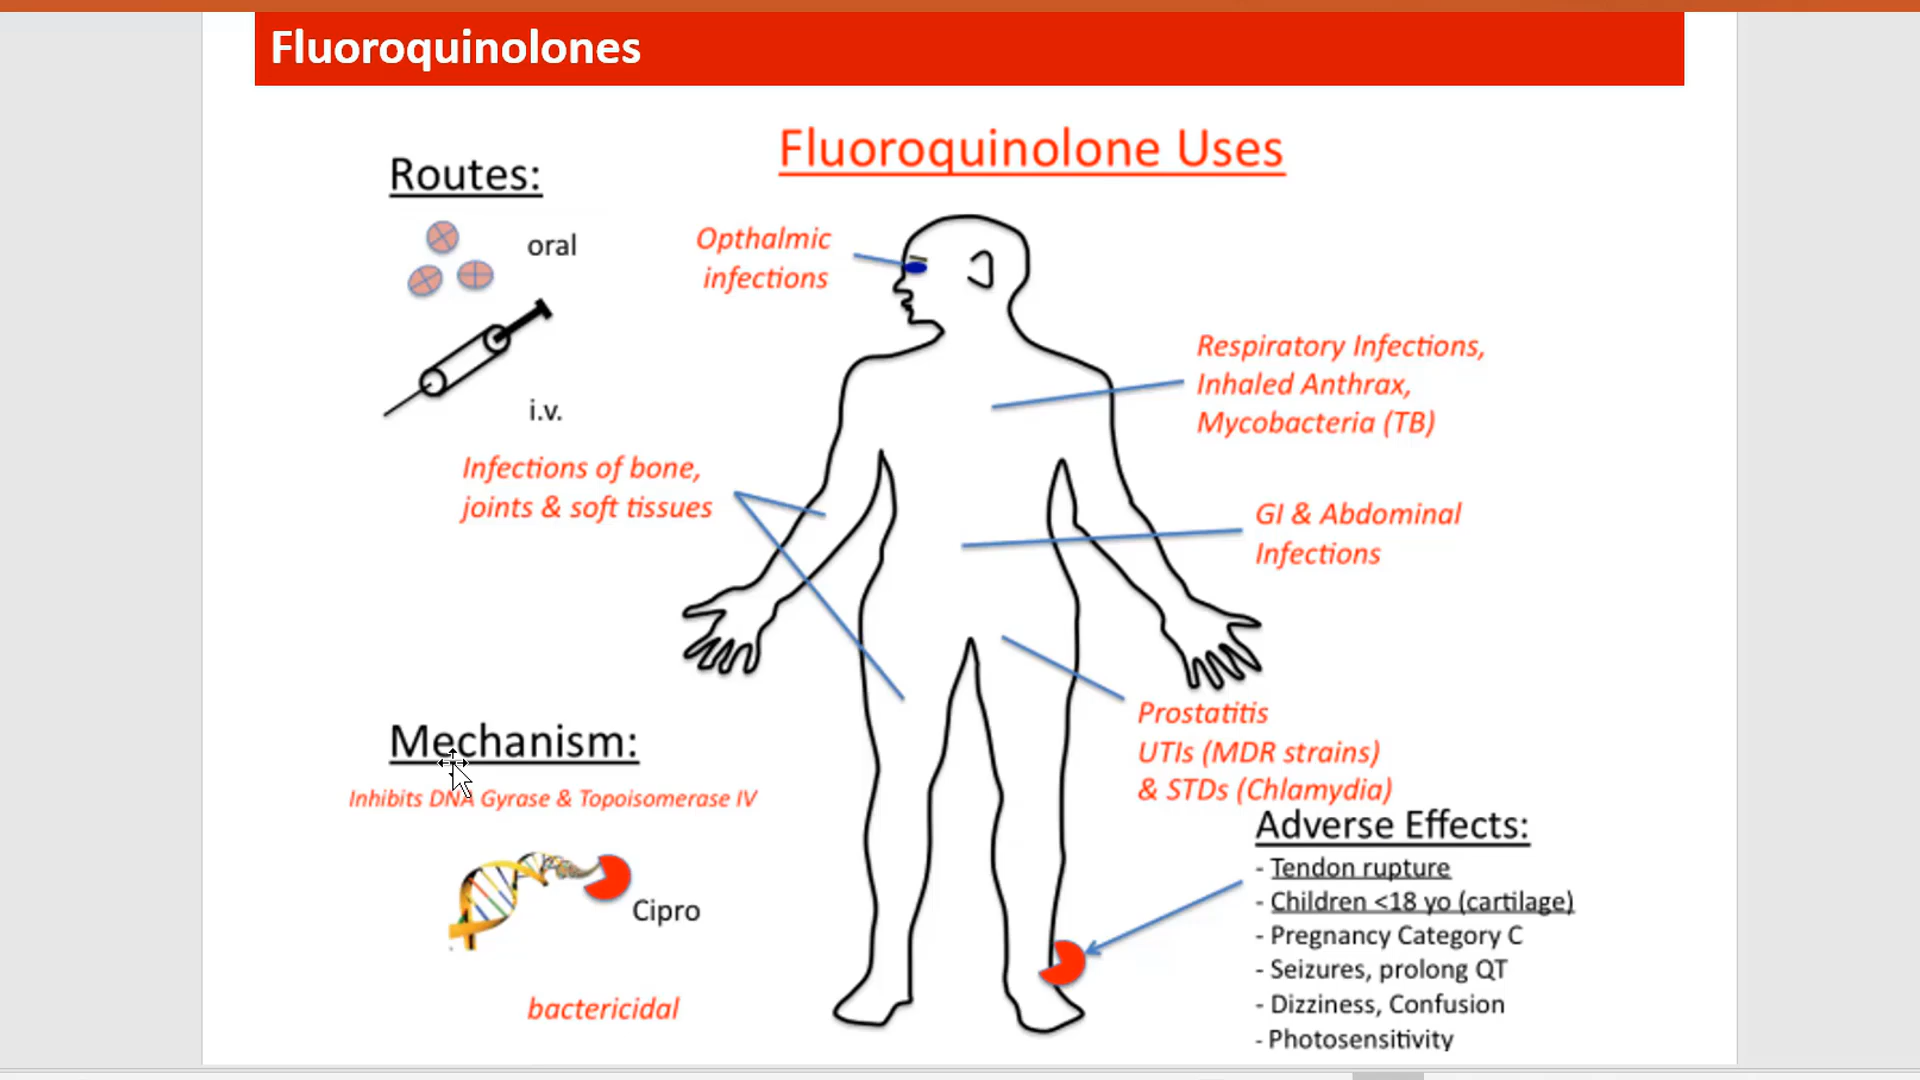 Fluoroquinolones
Fluoroquinolone Uses
Routes:
oral
i.v.
Opthalmic
infections
Respiratory Infections,
Inhaled Anthrax,
Mycobacteria (TB)
Infections of bone,
joints & soft tissues
GI & Abdominal
Infections
Prostatitis
UTIs (MDR strains)
& STDs (Chlamydia)
Mechanism:
Inhibits DNA Gyrase & Topoisomerase IV
Cipro
bactericidal
Adverse Effects:
- Tendon rupture
- Children <18 yo (cartilage)
- Pregnancy Category C
- Seizures, prolong QT
- Dizziness, Confusion
- Photosensitivity